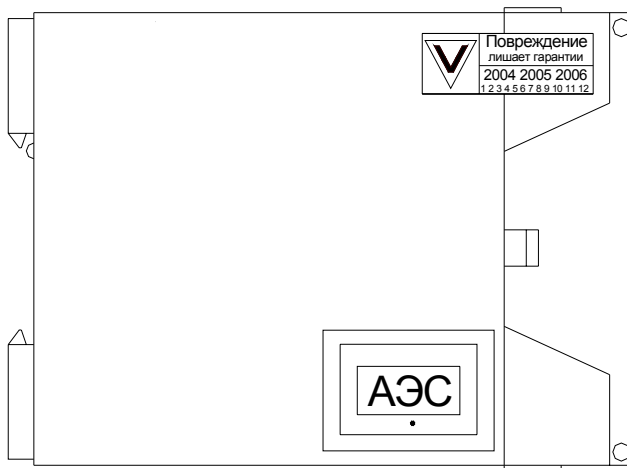 Повреждение
лишает гарантии
2004 2005 2006
1 2 3 4 5 6 7 8 9 10 11 12
АЭС